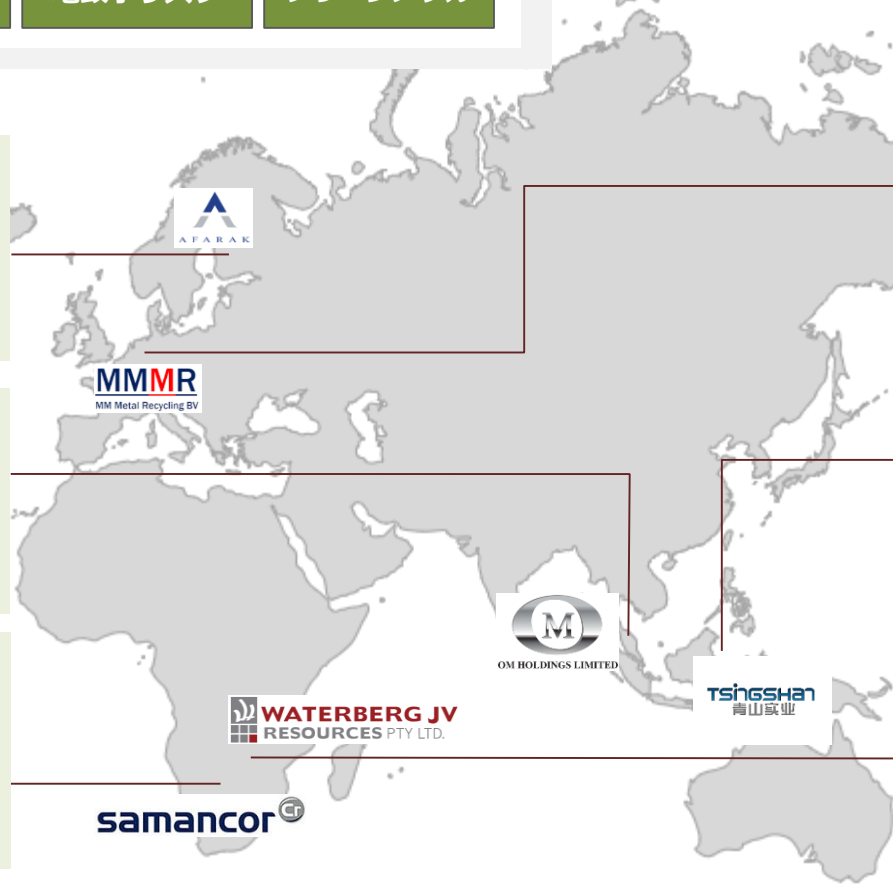 AFARAK
MMMR
MM Metal Recycling BV
M
OM HOLDINGS LIMITED
TSINGSHAN
青山实业
WATERBERG JV
RESOURCES PTY LTD.
samancor Cr